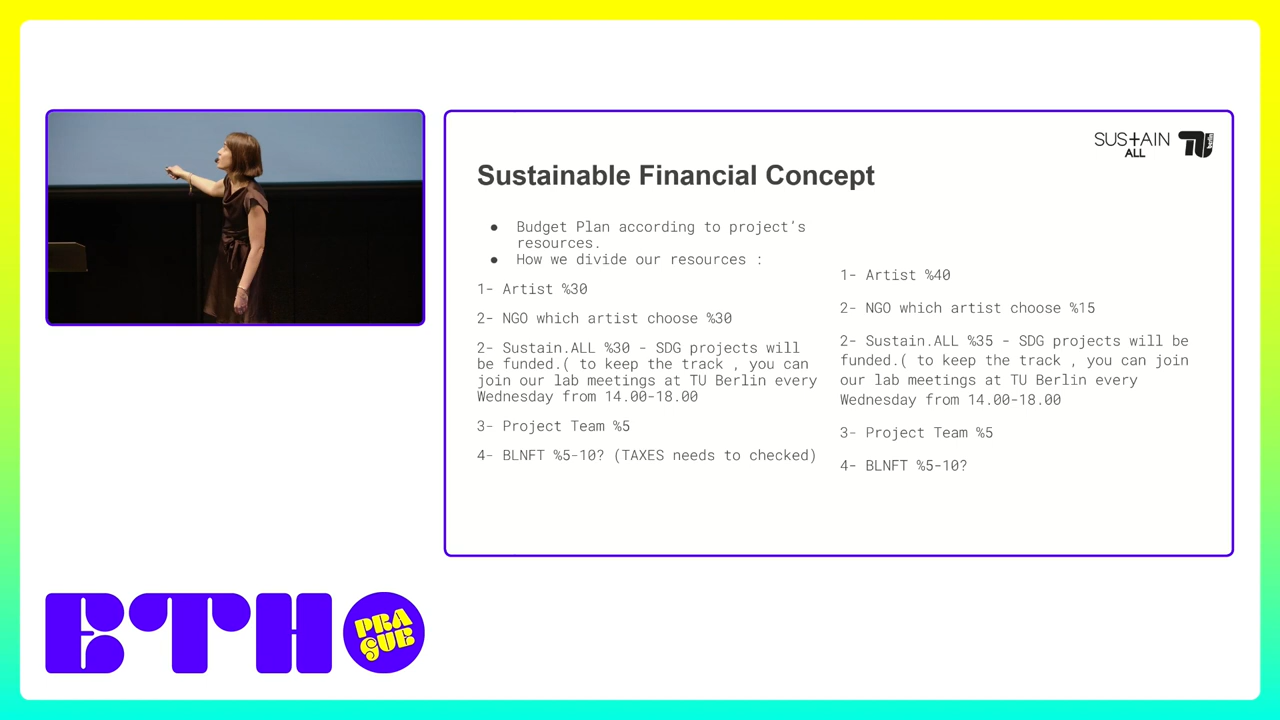 SUSTAIN
ALL
TU
berlin
Sustainable Financial Concept
● Budget Plan according to project's
resources.
● How we divide our resources :
1- Artist %30
2- NGO which artist choose %30
2- Sustain.ALL %30 - SDG projects will
be funded.( to keep the track , you can
join our lab meetings at TU Berlin every
Wednesday from 14.00-18.00
3- Project Team %5
4- BLNFT %5-10? (TAXES needs to checked)
1- Artist %40
2- NGO which artist choose %15
2- Sustain.ALL %35 - SDG projects will be
funded.( to keep the track , you can join
our lab meetings at TU Berlin every
Wednesday from 14.00-18.00
3- Project Team %5
4- BLNFT %5-10?
ETH
PRA
GUE